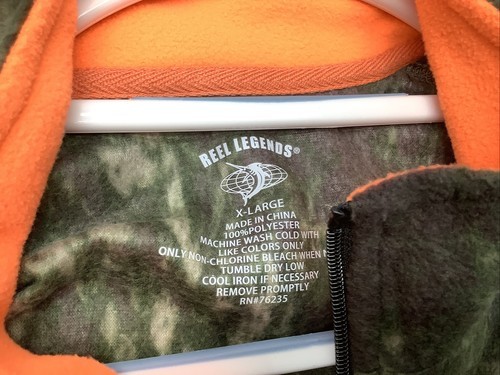 REEL LEGENDS®
X-LARGE
MADE IN CHINA
100%POLYESTER
MACHINE WASH COLD WITH
LIKE COLORS ONLY
ONLY NON-CHLORINE BLEACH WHEN
TUMBLE DRY LOW
COOL IRON IF NECESSARY
REMOVE PROMPTLY
RN#76235